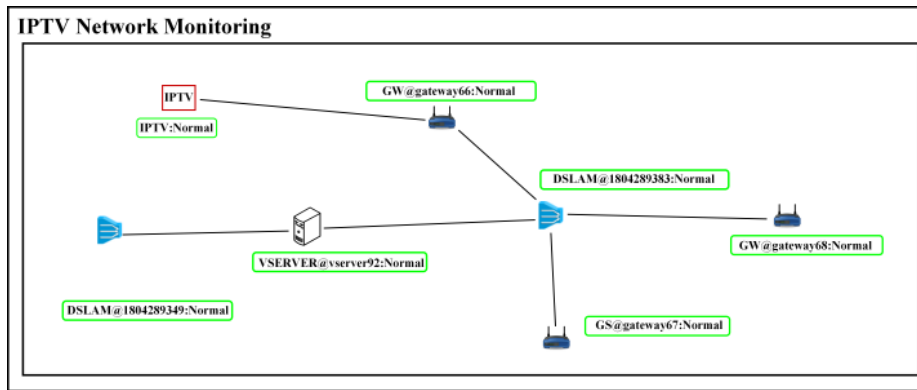 IPTV Network Monitoring
IPTV
IPTV:Normal
GW@gateway66:Normal
DSLAM@1804289383:Normal
GW@gateway68:Normal
VSERVER@vserver92:Normal
DSLAM@1804289349:Normal
GS@gateway67:Normal